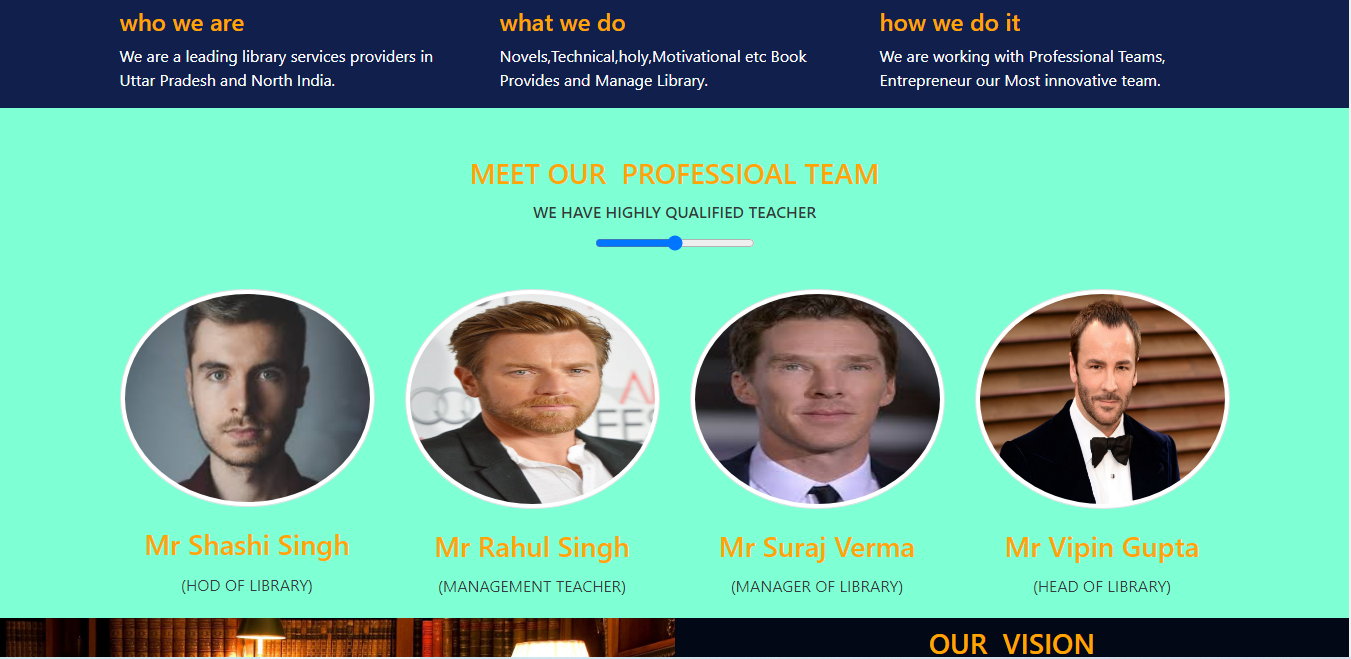 who we are
what we do
how we do it
We are a leading library services providers in
Uttar Pradesh and North India.
Novels,Technical,holy,Motivational etc Book
Provides and Manage Library.
We are working with Professional Teams,
Entrepreneur our Most innovative team.
MEET OUR PROFESSIOAL TEAM
WE HAVE HIGHLY QUALIFIED TEACHER
Mr Shashi Singh
Mr Rahul Singh
Mr Suraj Verma
Mr Vipin Gupta
(HOD OF LIBRARY)
(MANAGEMENT TEACHER)
(MANAGER OF LIBRARY)
(HEAD OF LIBRARY)
OUR VISION